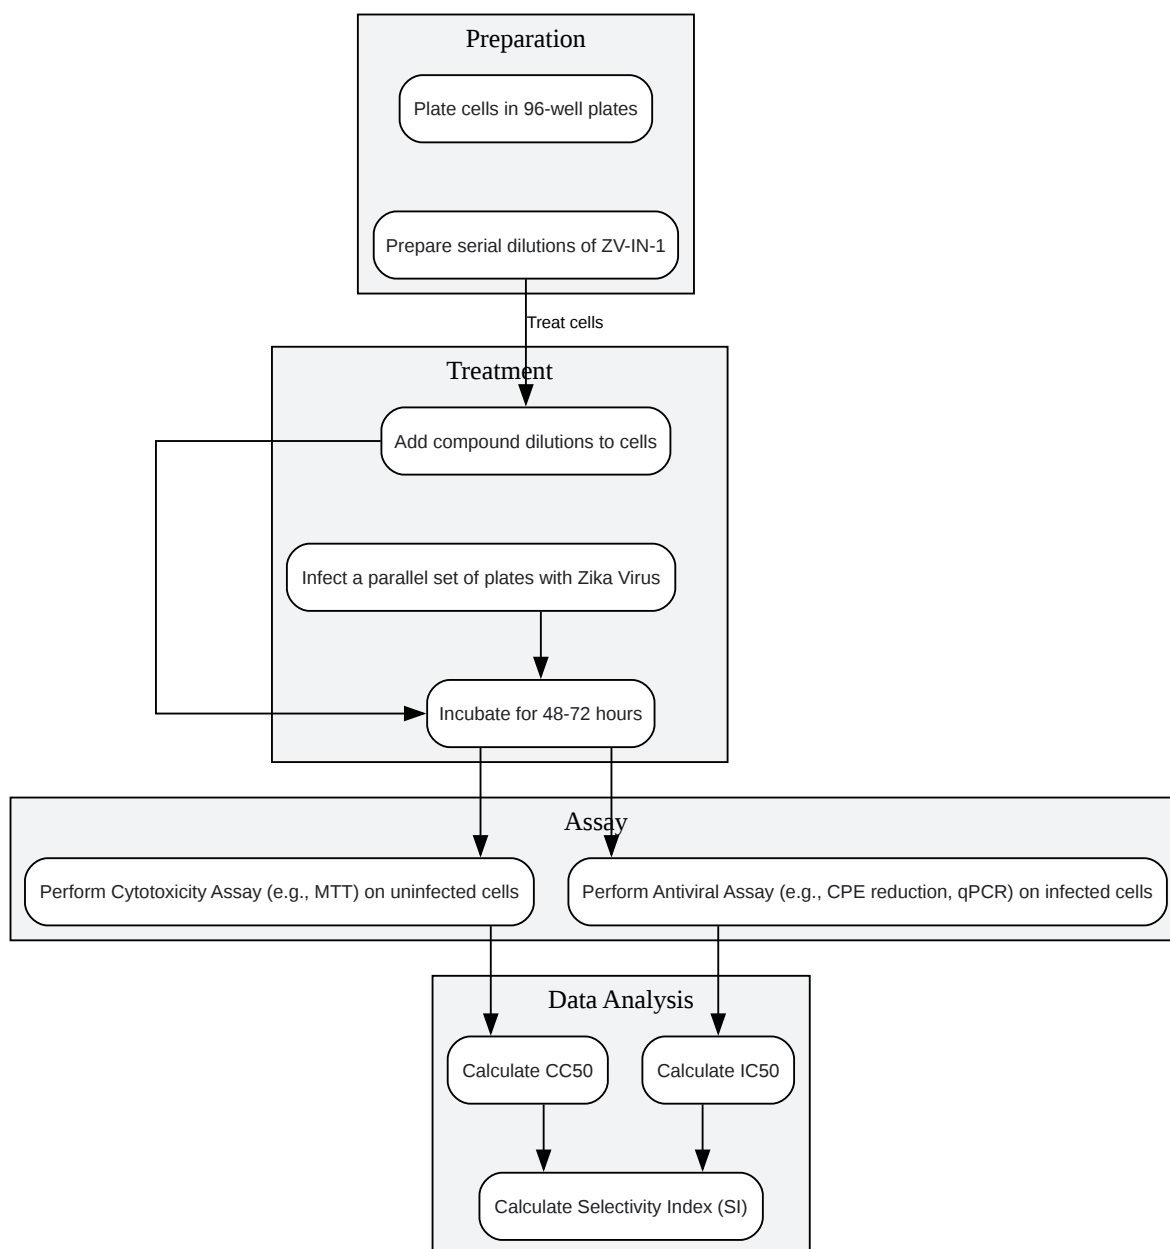 Preparation
Plate cells in 96-well plates
Prepare serial dilutions of ZV-IN-1
Treat cells
Treatment
Add compound dilutions to cells
Infect a parallel set of plates with Zika Virus
Incubate for 48-72 hours
Assay
Perform Cytotoxicity Assay (e.g., MTT) on uninfected cells
Perform Antiviral Assay (e.g., CPE reduction, qPCR) on infected cells
Data Analysis
Calculate CC50
Calculate IC50
Calculate Selectivity Index (SI)